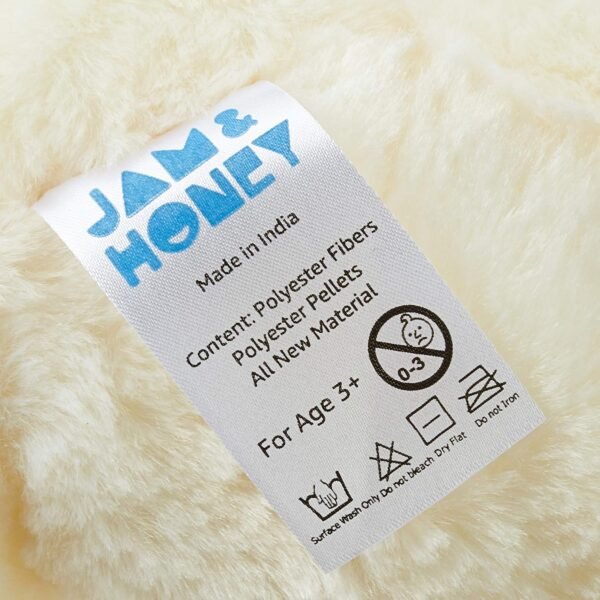 JAM &
HONEY
Made in India
Content: Polyester Fibers
Polyester Pellets
All New Material
For Age 3+
0-3
Surface Wash Only
Do not bleach
Dry Flat
Do not Iron